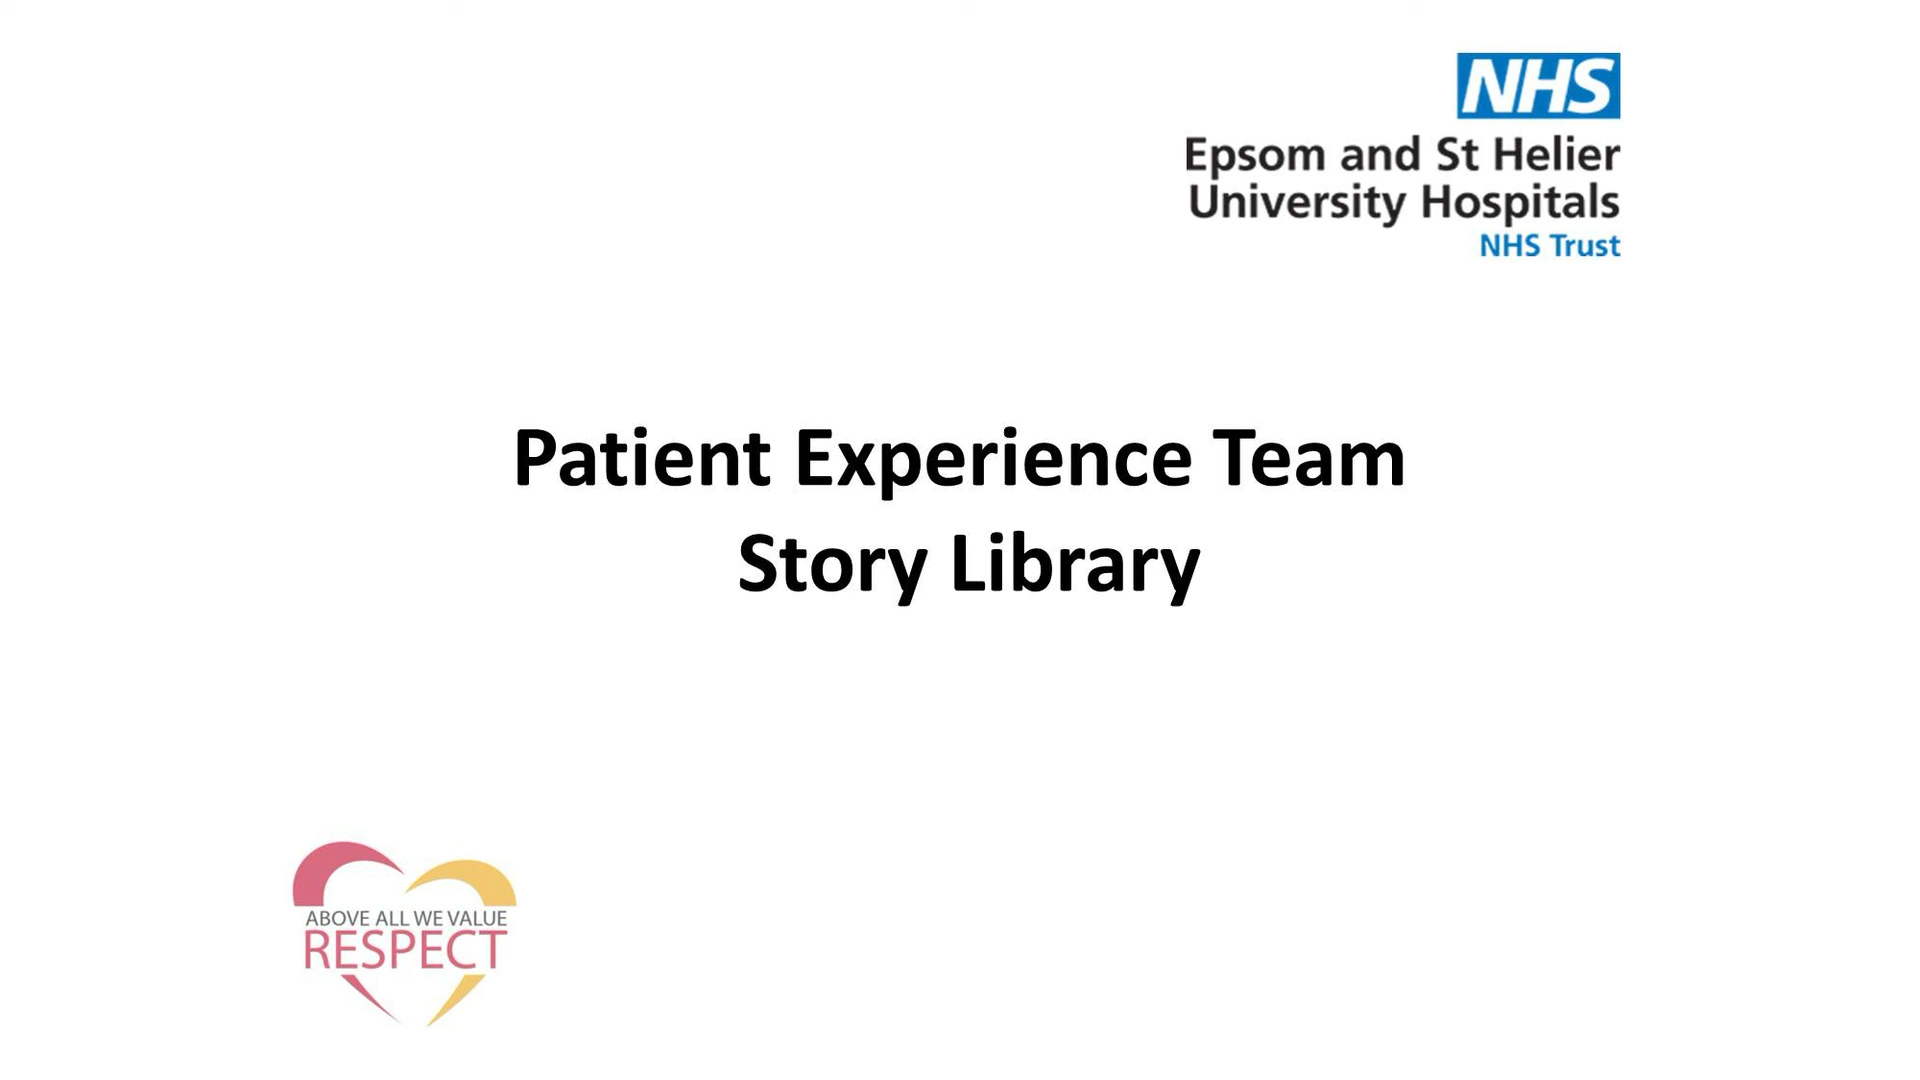 NHS
Epsom and St Helier
University Hospitals
NHS Trust
Patient Experience Team
Story Library
ABOVE ALL WE VALUE
RESPECT